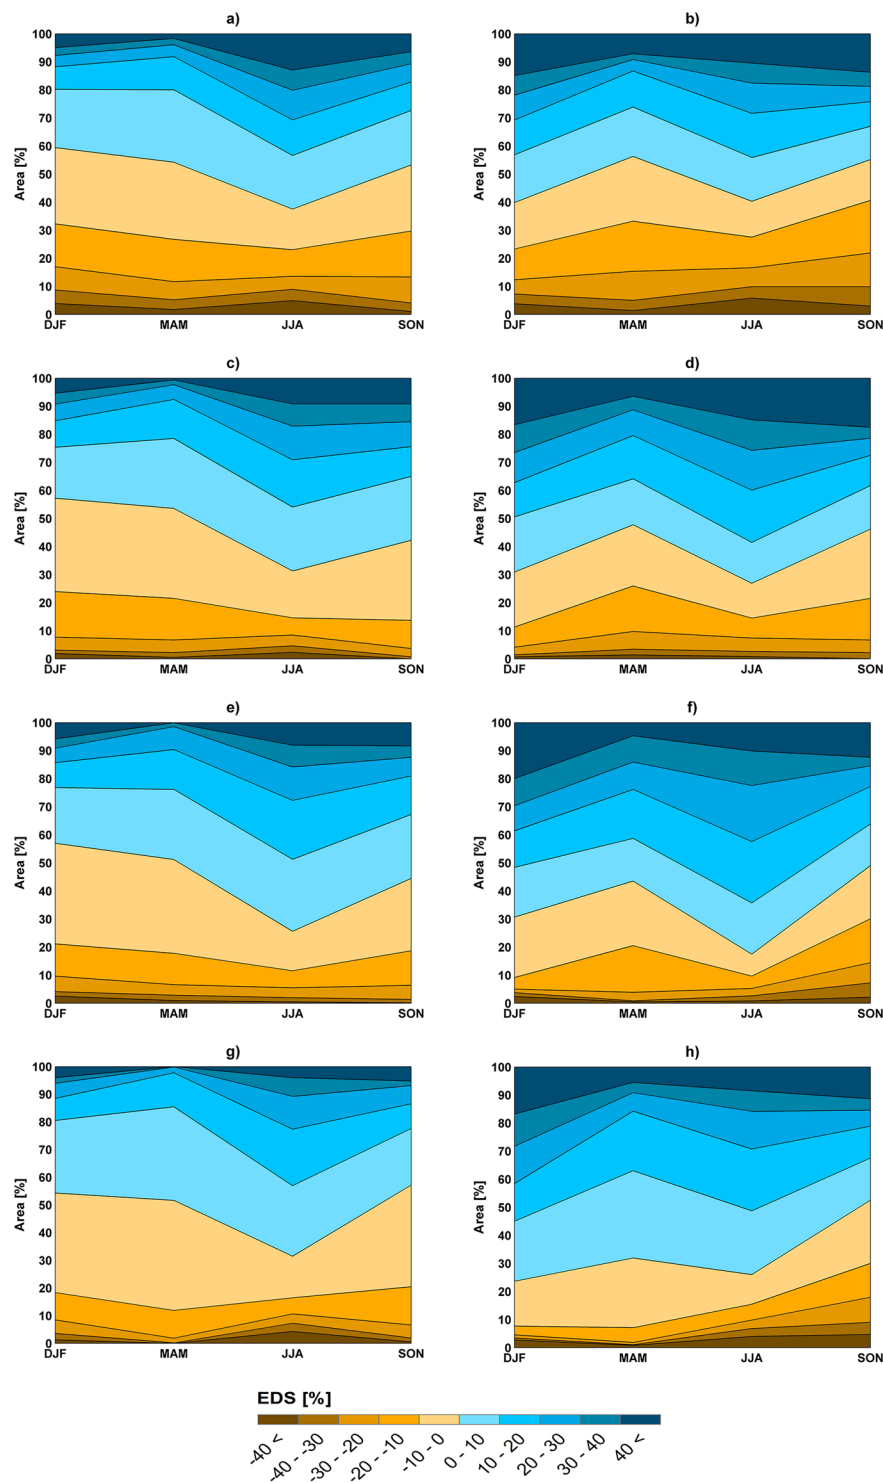 a)
b)
100
90
80
70
60
50
40
30
20
10
0
Area [%]
DJF MAM JJA SON
100
90
80
70
60
50
40
30
20
10
0
Area [%]
DJF MAM JJA SON
c)
d)
100
90
80
70
60
50
40
30
20
10
0
Area [%]
DJF MAM JJA SON
100
90
80
70
60
50
40
30
20
10
0
Area [%]
DJF MAM JJA SON
e)
f)
100
90
80
70
60
50
40
30
20
10
0
Area [%]
DJF MAM JJA SON
100
90
80
70
60
50
40
30
20
10
0
Area [%]
DJF MAM JJA SON
g)
h)
100
90
80
70
60
50
40
30
20
10
0
Area [%]
DJF MAM JJA SON
100
90
80
70
60
50
40
30
20
10
0
Area [%]
DJF MAM JJA SON
EDS [%]
-40 <
-40 - -30
-30 - -20
-20 - -10
-10 - 0
0 - 10
10 - 20
20 - 30
30 - 40
40 <